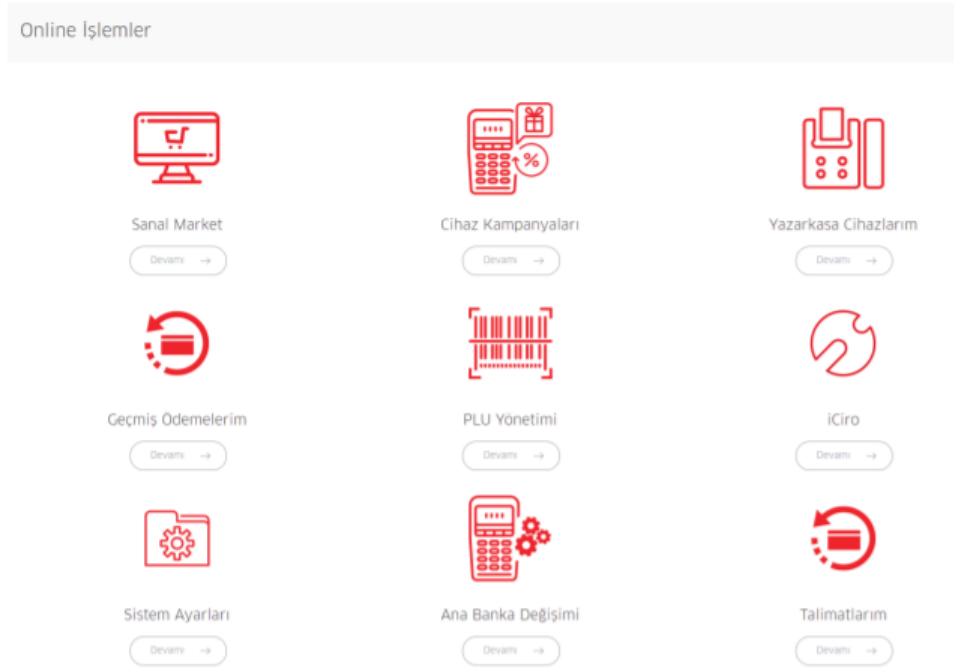 Online İşlemler
Sanal Market
Cihaz Kampanyaları
Yazarkasa Cihazlarım
Devamı →
Devamı →
Devamı →
Geçmiş Ödemelerim
PLU Yönetimi
iCiro
Devamı →
Devamı →
Devamı →
Sistem Ayarları
Ana Banka Değişimi
Talimatlarım
Devamı →
Devamı →
Devamı →